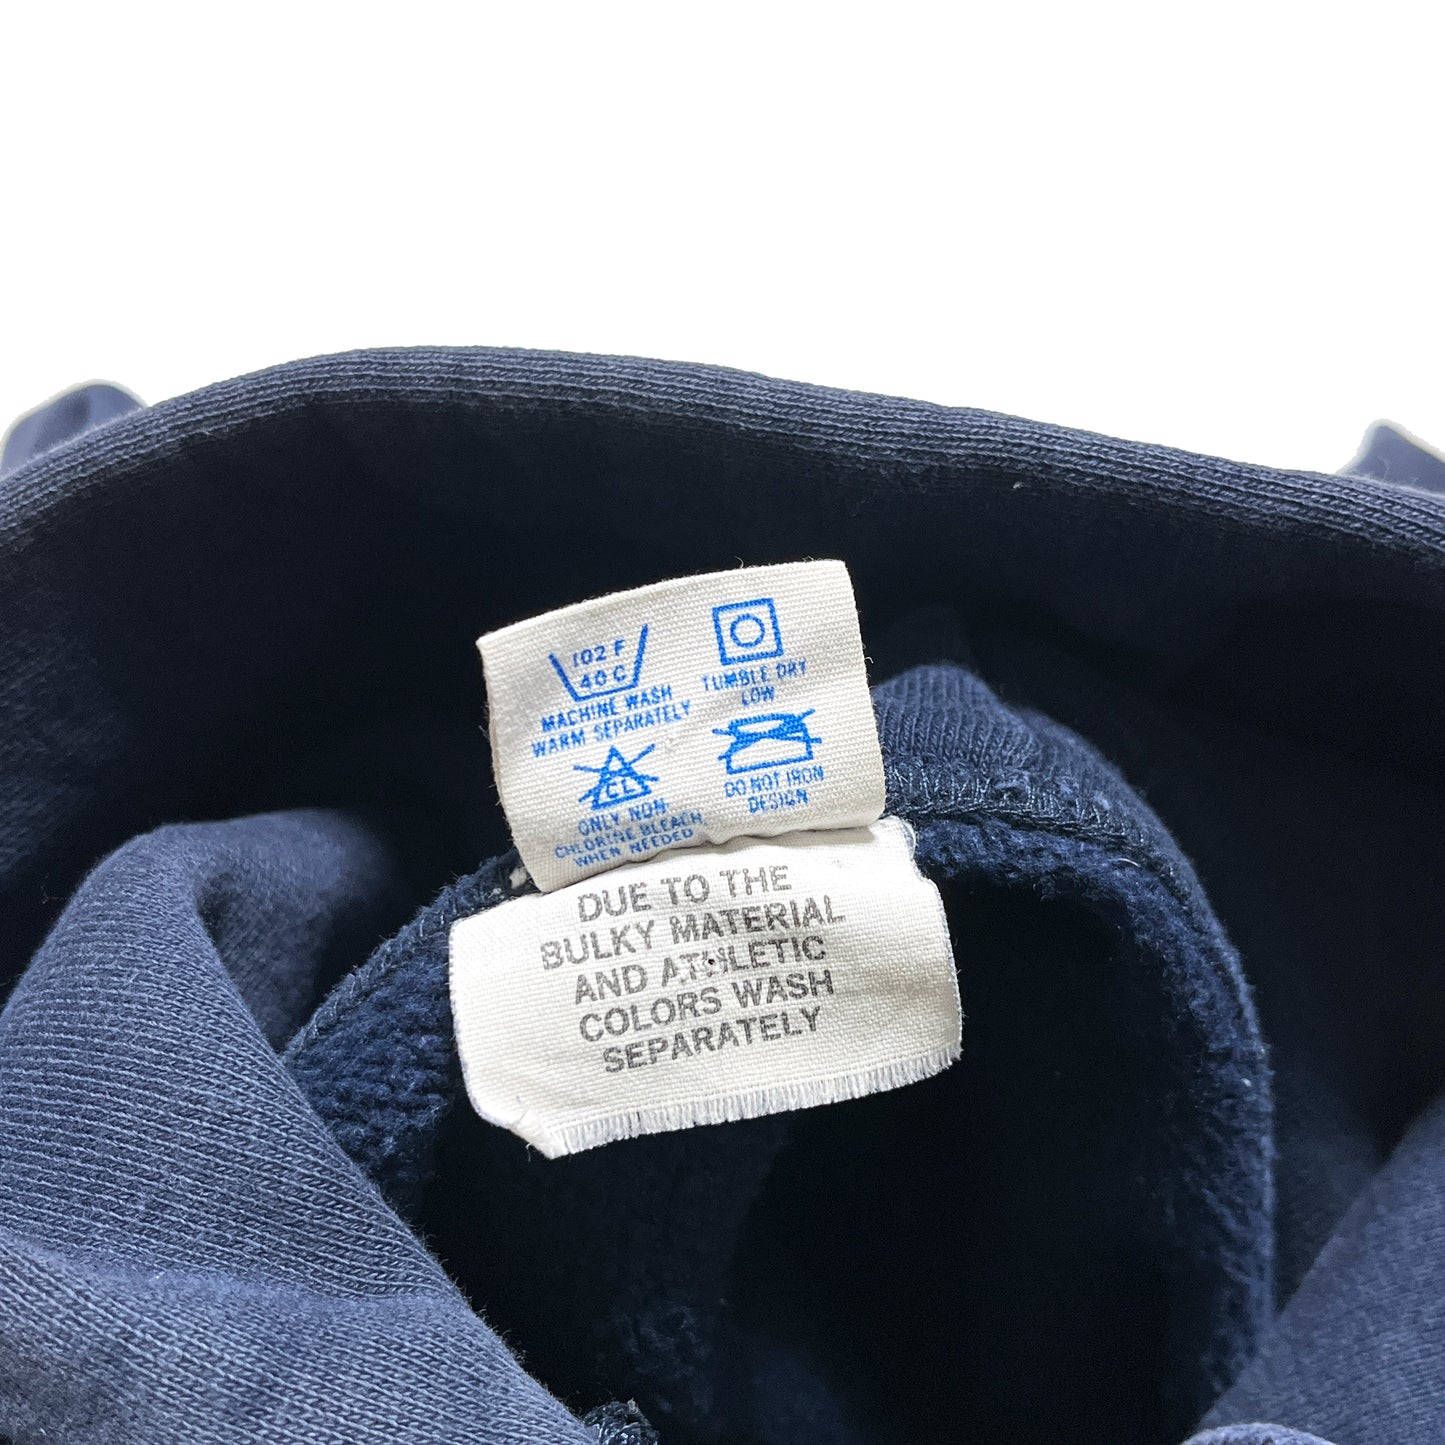 102 F
40 C
MACHINE WASH
WARM SEPARATELY
TUMBLE DRY
LOW
CL
ONLY NON
CHLORINE BLEACH
WHEN NEEDED
DO NOT IRON
DESIGN
DUE TO THE
BULKY MATERIAL
AND ATHLETIC
COLORS WASH
SEPARATELY